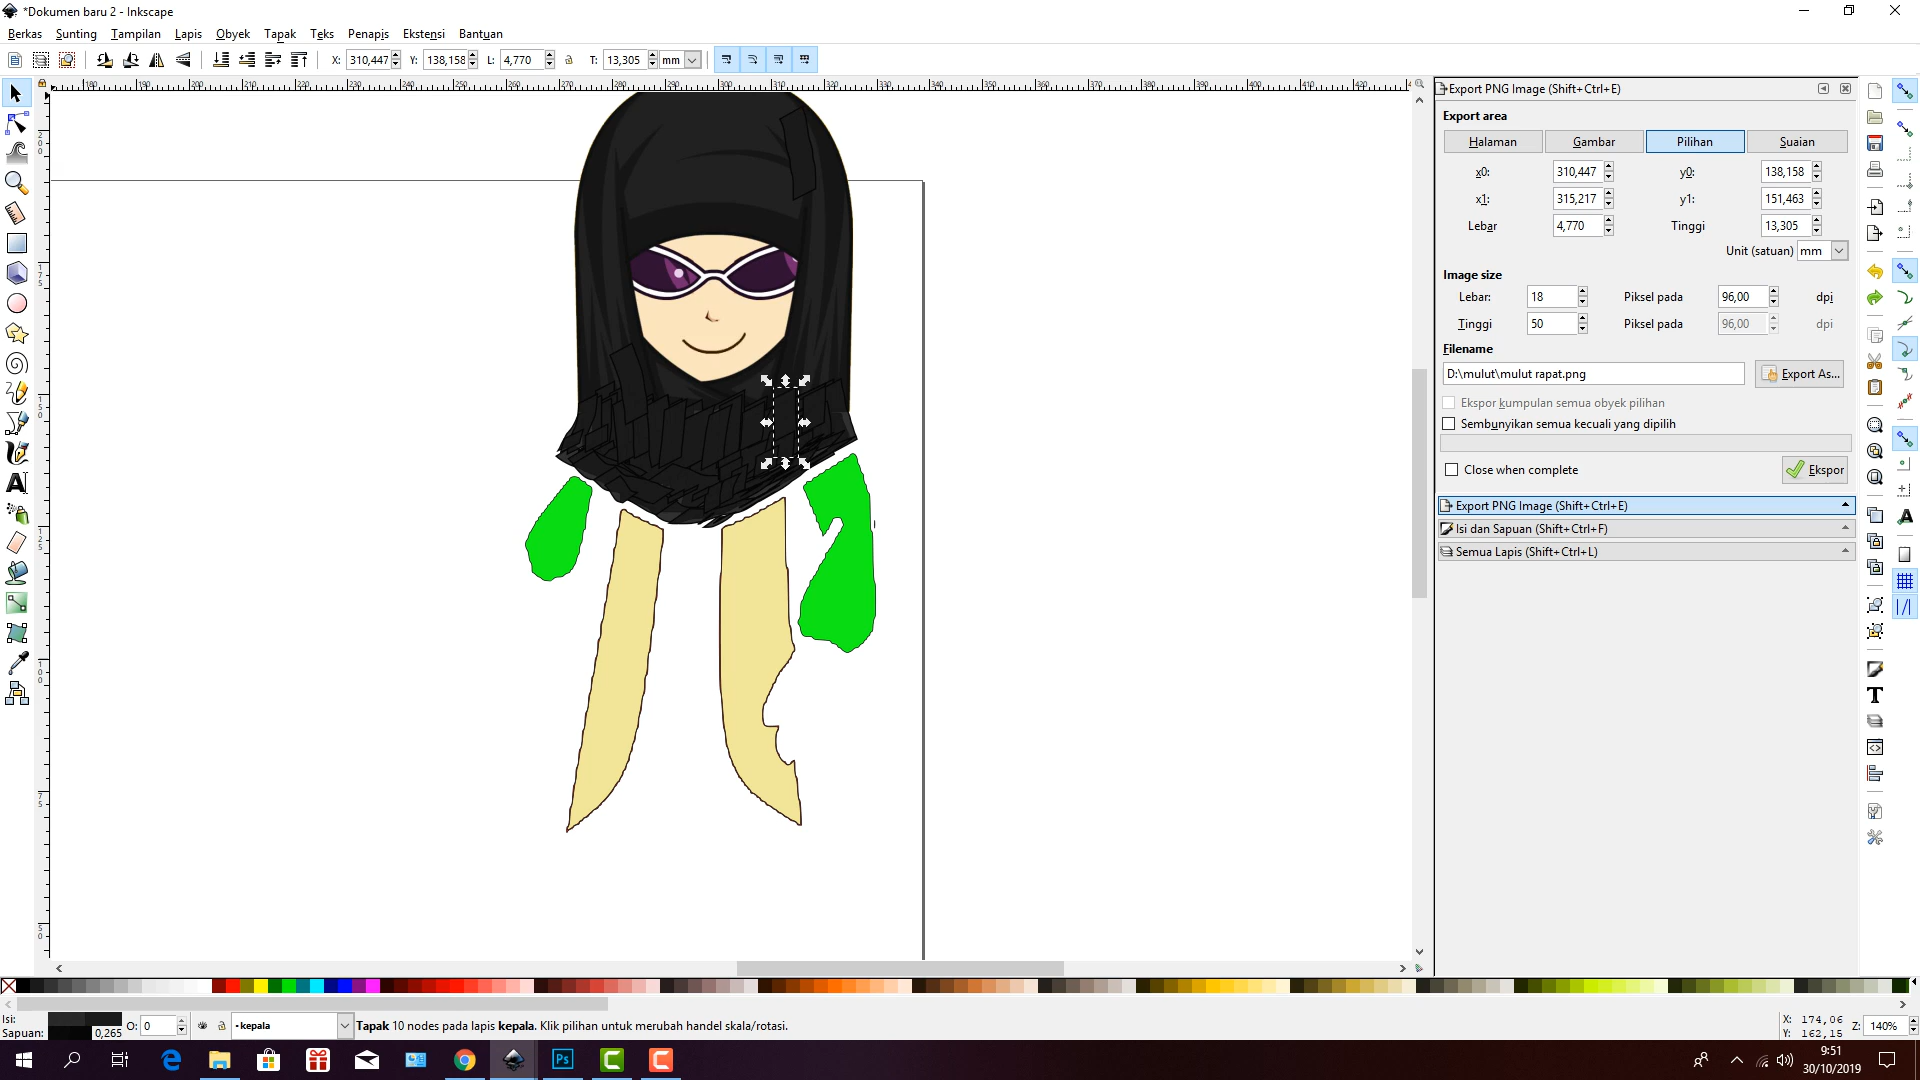 *Dokumen baru 2 - Inkscape
Berkas Sunting Tampilan Lapis Obyek Tapak Teks Penapis Ekstensi Bantuan
X: 310,447 Y: 138,158 L: 4,770 T: 13,305 mm
Export PNG Image (Shift+Ctrl+E)
Export area
Halaman Gambar Pilihan Suaian
x0: 310,447 y0: 138,158
x1: 315,217 y1: 151,463
Lebar 4,770 Tinggi 13,305
Unit (satuan) mm
Image size
Lebar: 18 Piksel pada 96,00 dpi
Tinggi 50 Piksel pada 96,00 dpi
Filename
D:\mulut\mulut rapat.png Export As...
Ekspor kumpulan semua obyek pilihan
Sembunyikan semua kecuali yang dipilih
Close when complete Ekspor
Export PNG Image (Shift+Ctrl+E)
Isi dan Sapuan (Shift+Ctrl+F)
Semua Lapis (Shift+Ctrl+L)
Isi:
Sapuan: 0,265 O: 0 kepala Tapak 10 nodes pada lapis kepala. Klik pilihan untuk merubah handel skala/rotasi.
X: 174,06
Y: 162,15 Z: 140%
Ps
9:51
30/10/2019